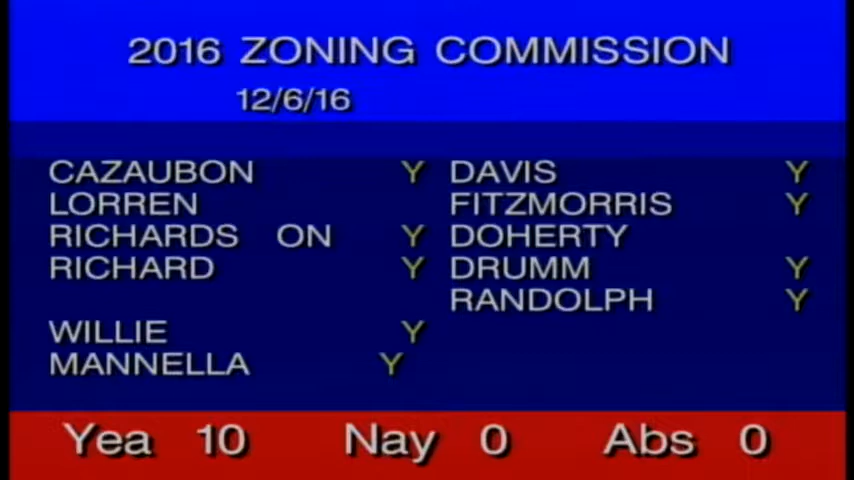 2016 ZONING COMMISSION
12/6/16
CAZAUBON Y DAVIS Y
LORREN FITZMORRIS Y
RICHARDS ON Y DOHERTY
RICHARD Y DRUMM Y
RANDOLPH Y
WILLIE Y
MANNELLA Y
Yea 10 Nay 0 Abs 0